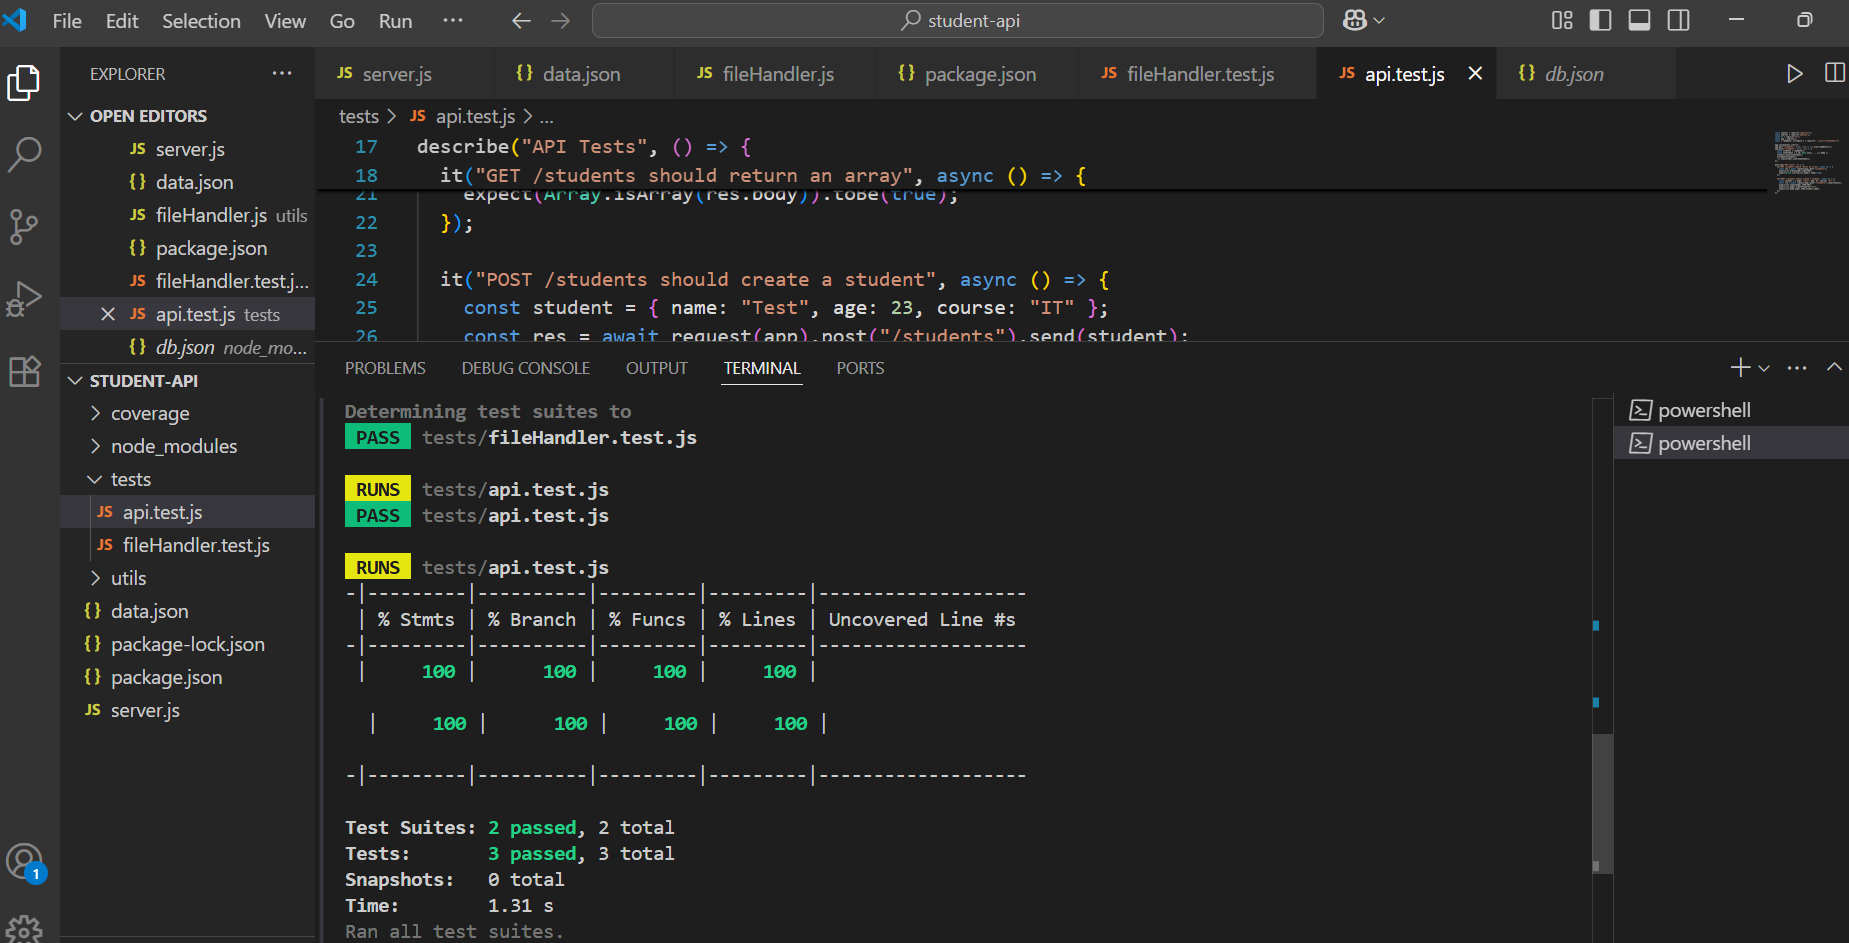 File Edit Selection View Go Run ···
student-api
EXPLORER ···
OPEN EDITORS
JS server.js
{} data.json
JS fileHandler.js utils
{} package.json
JS fileHandler.test.j...
JS api.test.js tests
{} db.json node_mo...
STUDENT-API
coverage
node_modules
tests
JS api.test.js
JS fileHandler.test.js
utils
{} data.json
{} package-lock.json
{} package.json
JS server.js
1
JS server.js {} data.json JS fileHandler.js {} package.json JS fileHandler.test.js JS api.test.js {} db.json
tests > JS api.test.js > ...
17 describe("API Tests", () => {
18 it("GET /students should return an array", async () => {
21 expect(Array.isArray(res.body)).toBe(true);
22 });
23
24 it("POST /students should create a student", async () => {
25 const student = { name: "Test", age: 23, course: "IT" };
26 const res = await request(app).post("/students").send(student);
PROBLEMS DEBUG CONSOLE OUTPUT TERMINAL PORTS
Determining test suites to
PASS tests/fileHandler.test.js
RUNS tests/api.test.js
PASS tests/api.test.js
RUNS tests/api.test.js
-|---------|----------|---------|---------|-------------------
| % Stmts | % Branch | % Funcs | % Lines | Uncovered Line #s
-|---------|----------|---------|---------|-------------------
| 100 | 100 | 100 | 100 |
| 100 | 100 | 100 | 100 |
-|---------|----------|---------|---------|-------------------
Test Suites: 2 passed, 2 total
Tests: 3 passed, 3 total
Snapshots: 0 total
Time: 1.31 s
Ran all test suites.
powershell
powershell